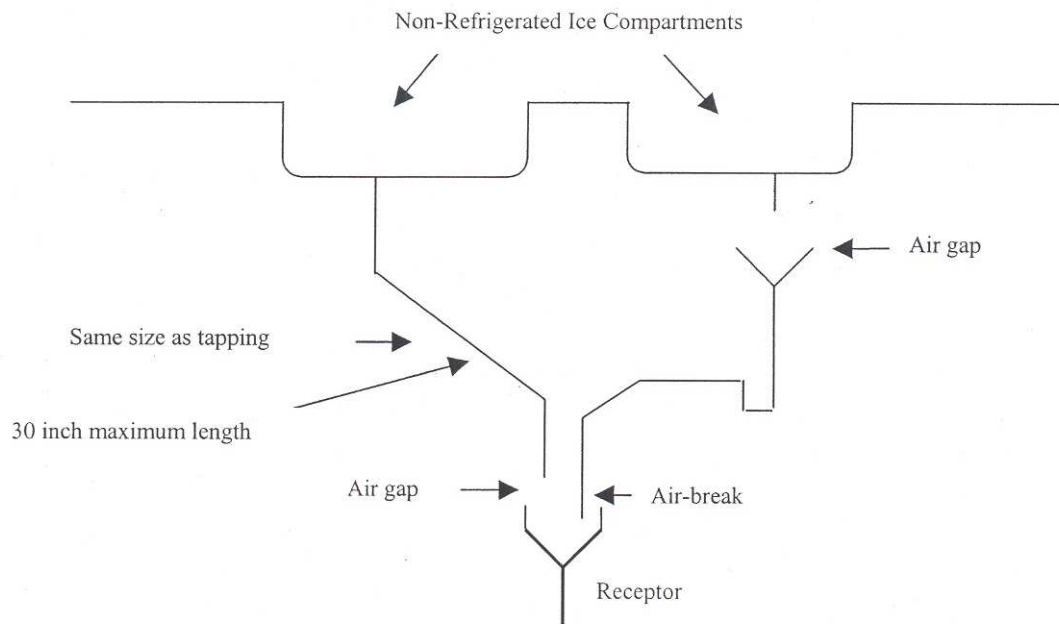 Non-Refrigerated Ice Compartments
Air gap
Same size as tapping
30 inch maximum length
Air gap
Air-break
Receptor